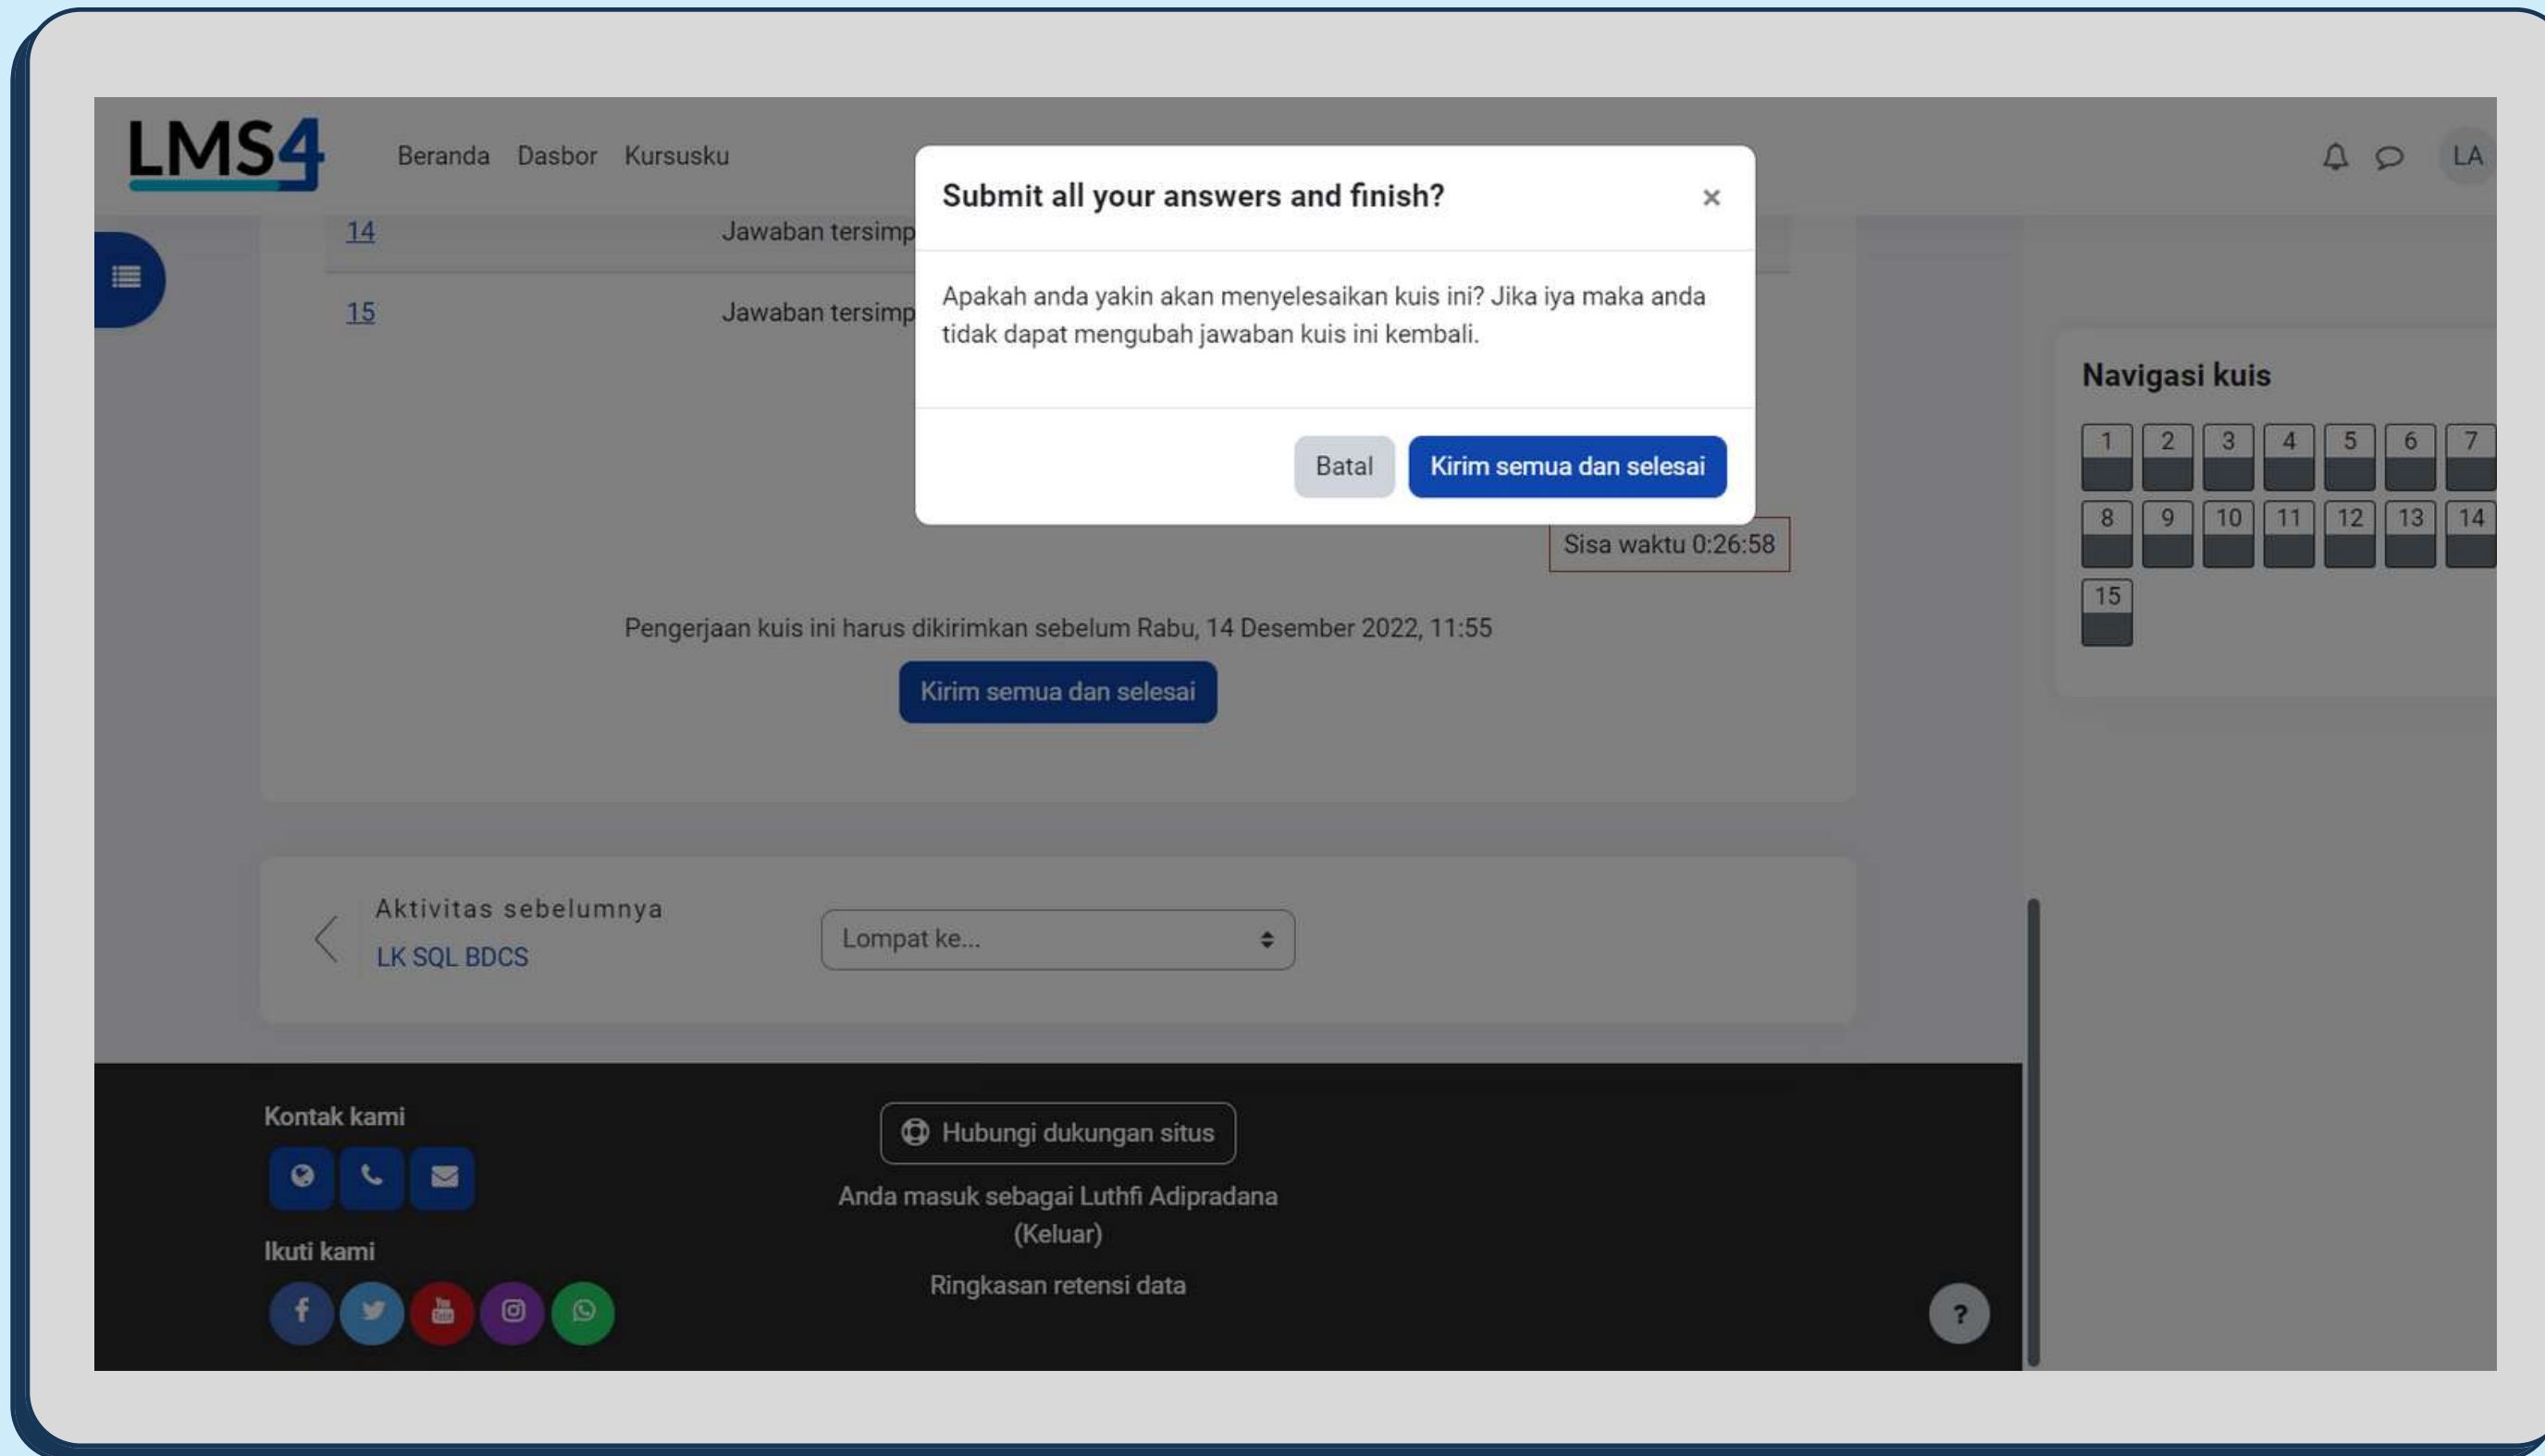 LMS4
Beranda Dasbor Kursusku
LA
Submit all your answers and finish? ×
Apakah anda yakin akan menyelesaikan kuis ini? Jika iya maka anda
tidak dapat mengubah jawaban kuis ini kembali.
Batal Kirim semua dan selesai
14 Jawaban tersimp
15 Jawaban tersimp
Sisa waktu 0:26:58
Pengerjaan kuis ini harus dikirimkan sebelum Rabu, 14 Desember 2022, 11:55
Kirim semua dan selesai
Navigasi kuis
1 2 3 4 5 6 7
8 9 10 11 12 13 14
15
Aktivitas sebelumnya
LK SQL BDCS
Lompat ke...
Kontak kami
Ikuti kami
Hubungi dukungan situs
Anda masuk sebagai Luthfi Adipradana
(Keluar)
Ringkasan retensi data
?